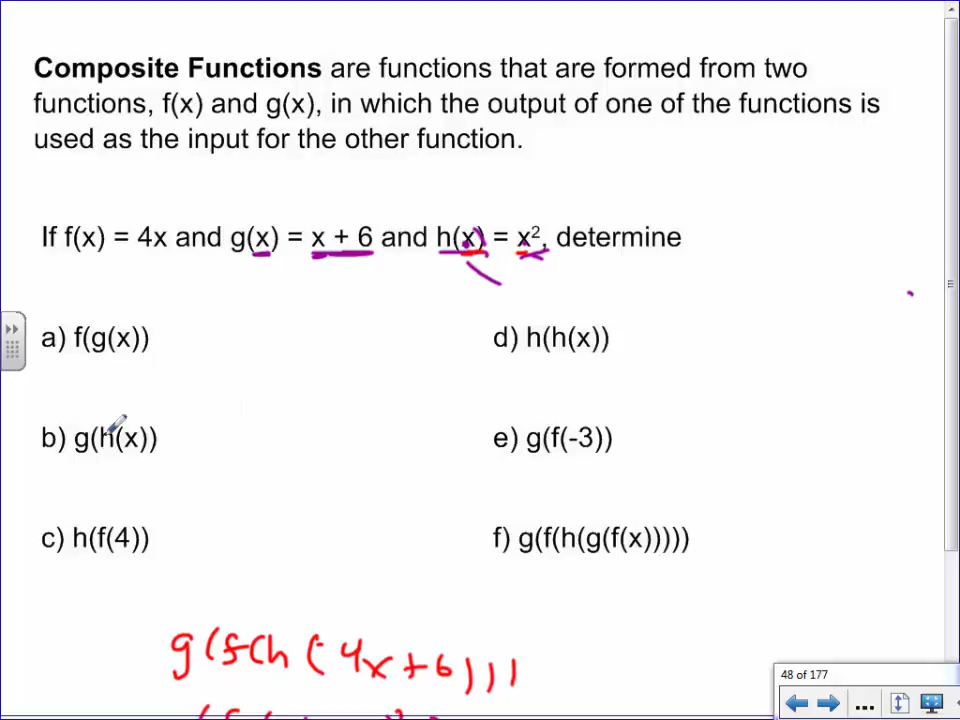 Composite Functions are functions that are formed from two
functions, f(x) and g(x), in which the output of one of the functions is
used as the input for the other function.
If f(x) = 4x and g(x) = x + 6 and h(x) = x², determine
a) f(g(x))
d) h(h(x))
b) g(h(x))
e) g(f(-3))
c) h(f(4))
f) g(f(h(g(f(x)))))
g(f(h(4x+6)))
48 of 177